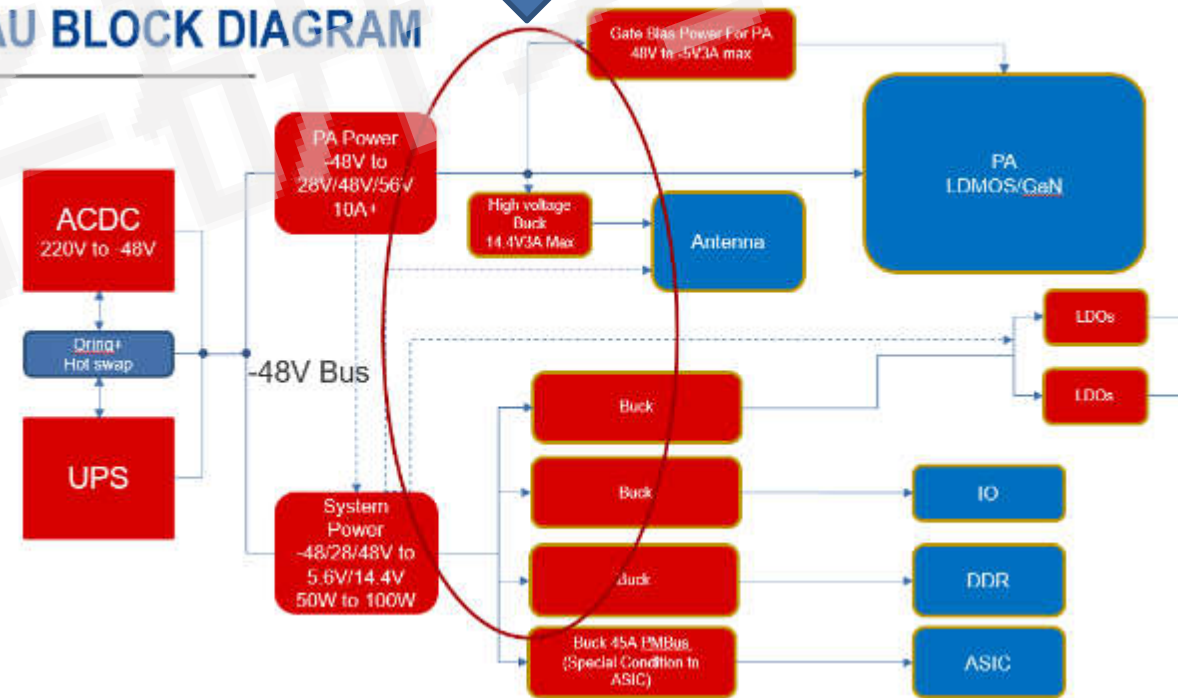 AU BLOCK DIAGRAM
Gate Bias Power For PA
48V to -5V3A max
PA Power
-48V to
28V/48V/56V
10A+
PA
LDMOS/GaN
ACDC
220V to -48V
High voltage
Buck
14.4V3A Max
Antenna
Oring+
Hot swap
-48V Bus
LDOs
LDOs
UPS
Buck
Buck
IO
System
Power
-48/28/48V to
5.6V/14.4V
50W to 100W
Buck
DDR
Buck 45A PMBus
(Special Condition to
ASIC)
ASIC